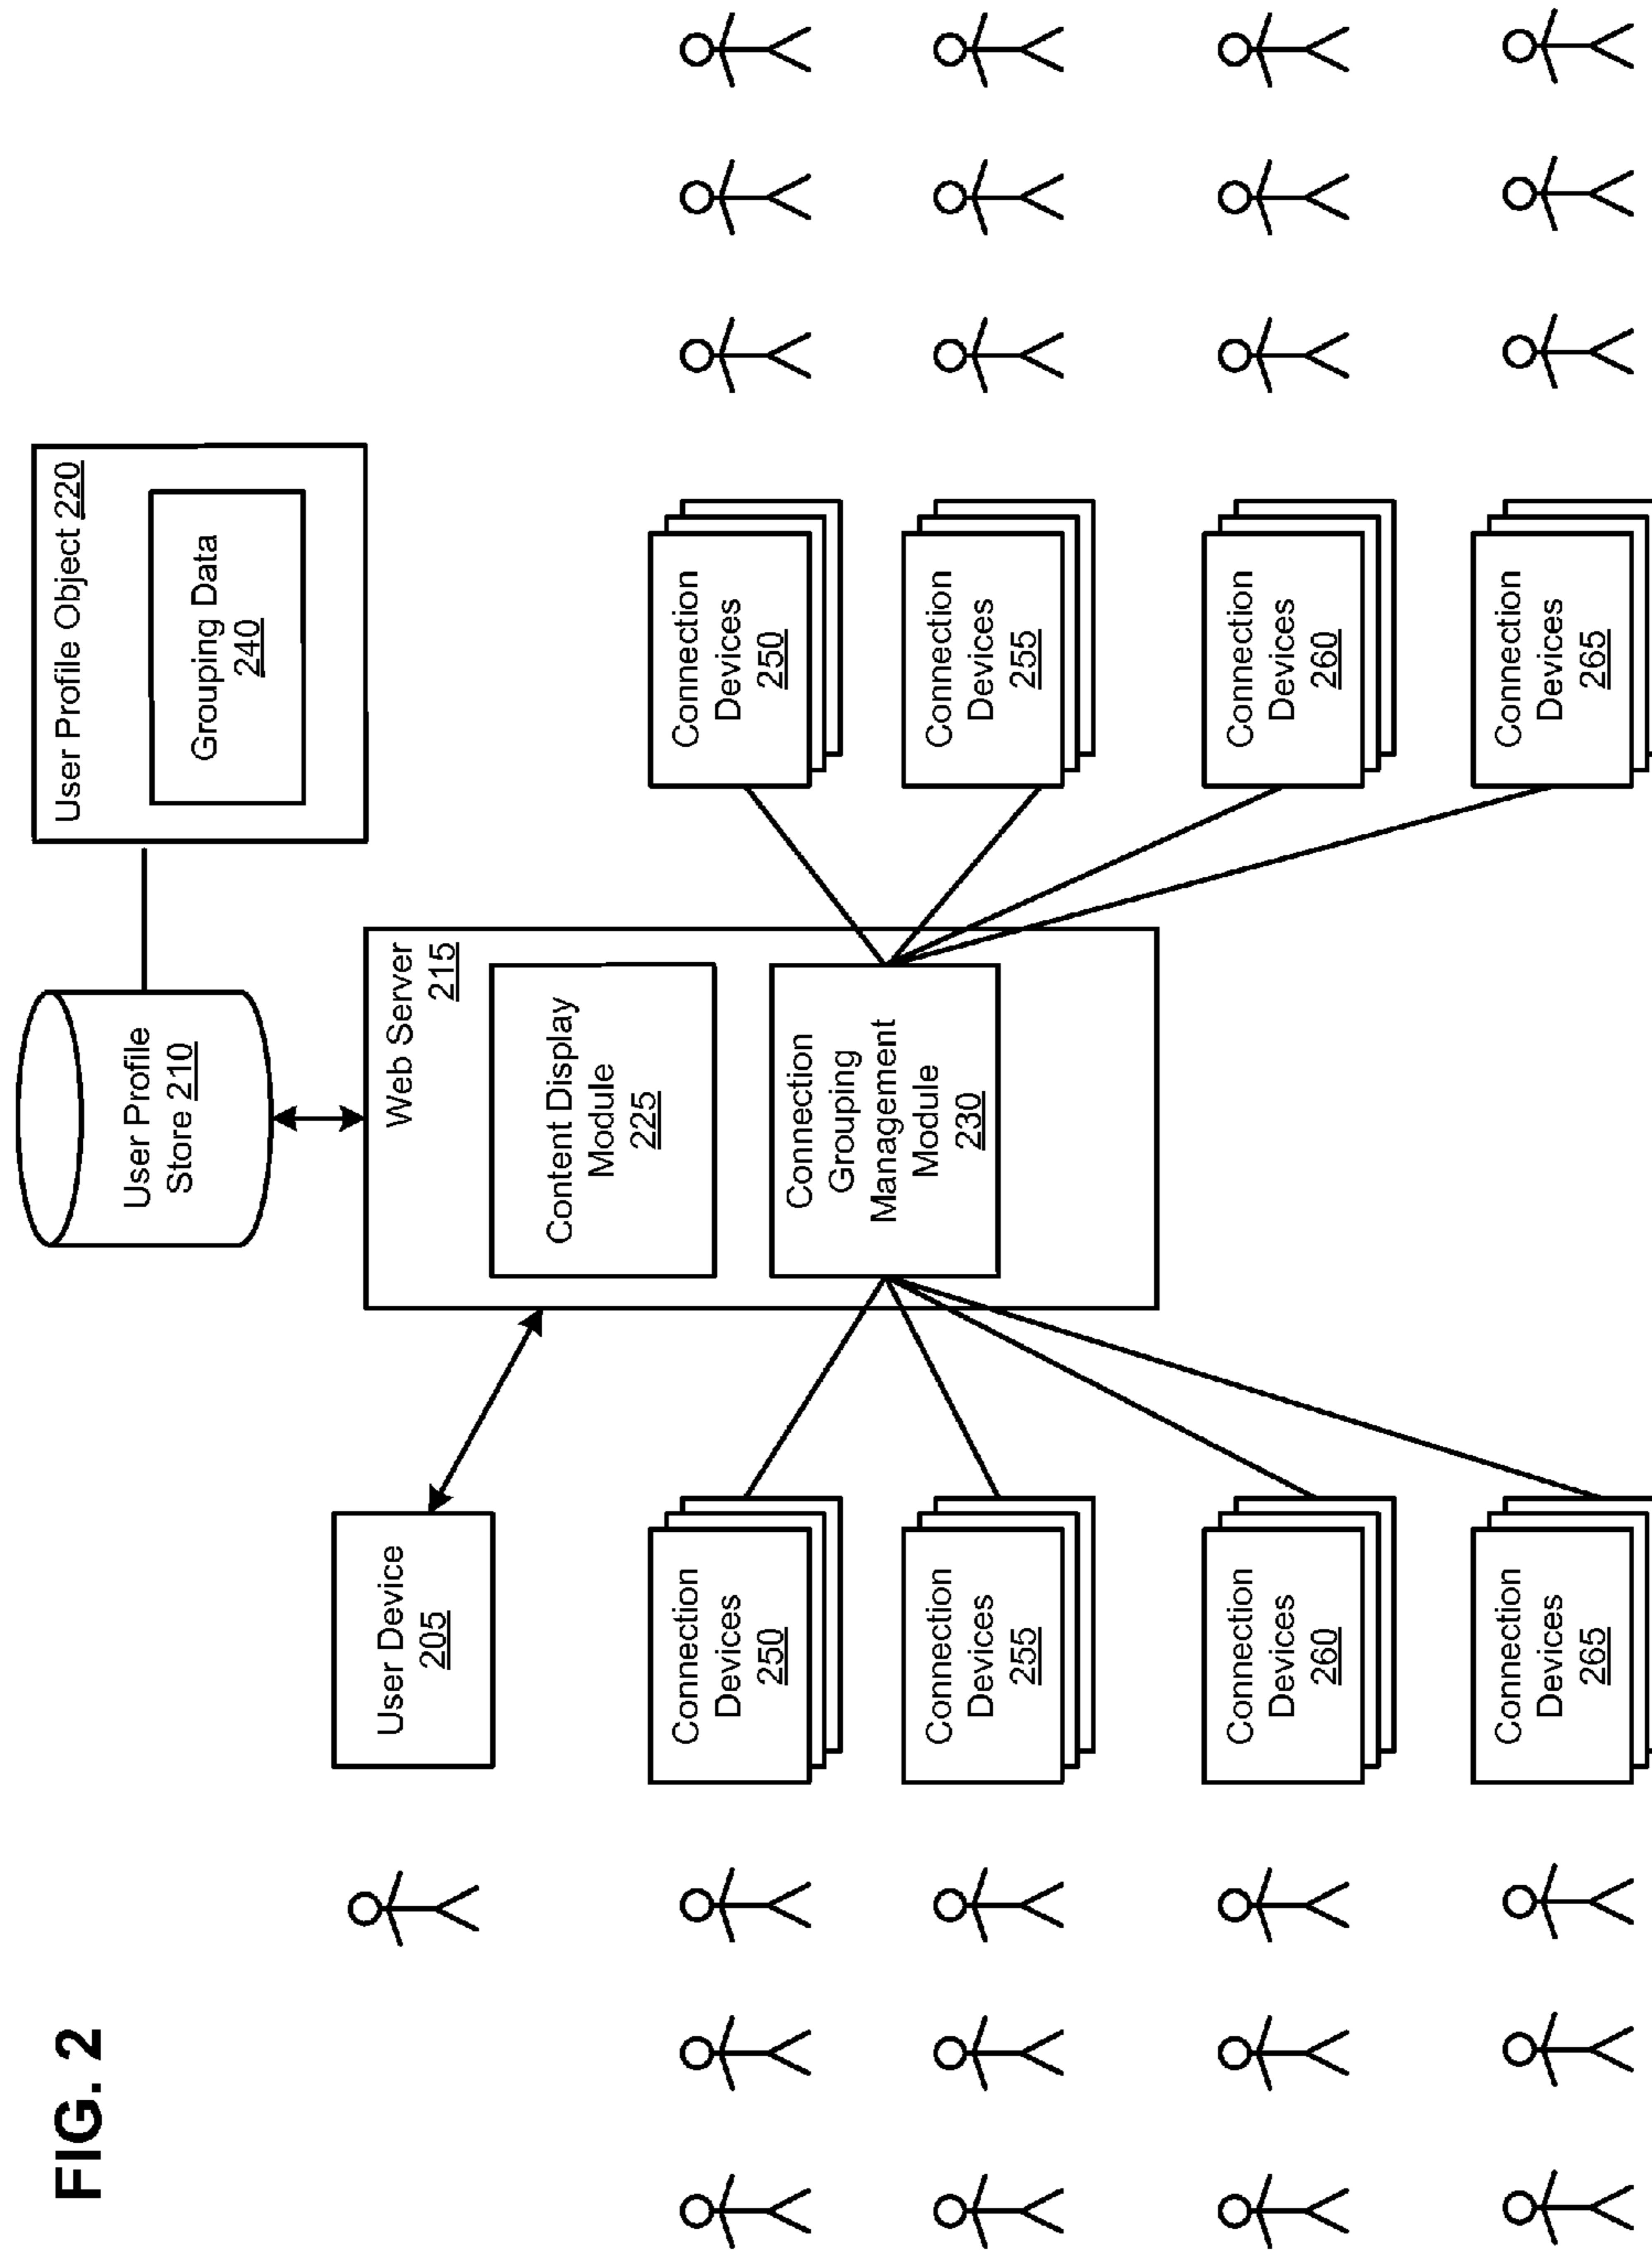 FIG. 2
User Profile
Store 210
User Profile Object 220
Grouping Data
240
User Device
205
Web Server
215
Content Display
Module
225
Connection
Grouping
Management
Module
230
Connection
Devices
250
Connection
Devices
255
Connection
Devices
260
Connection
Devices
265
Connection
Devices
250
Connection
Devices
255
Connection
Devices
260
Connection
Devices
265